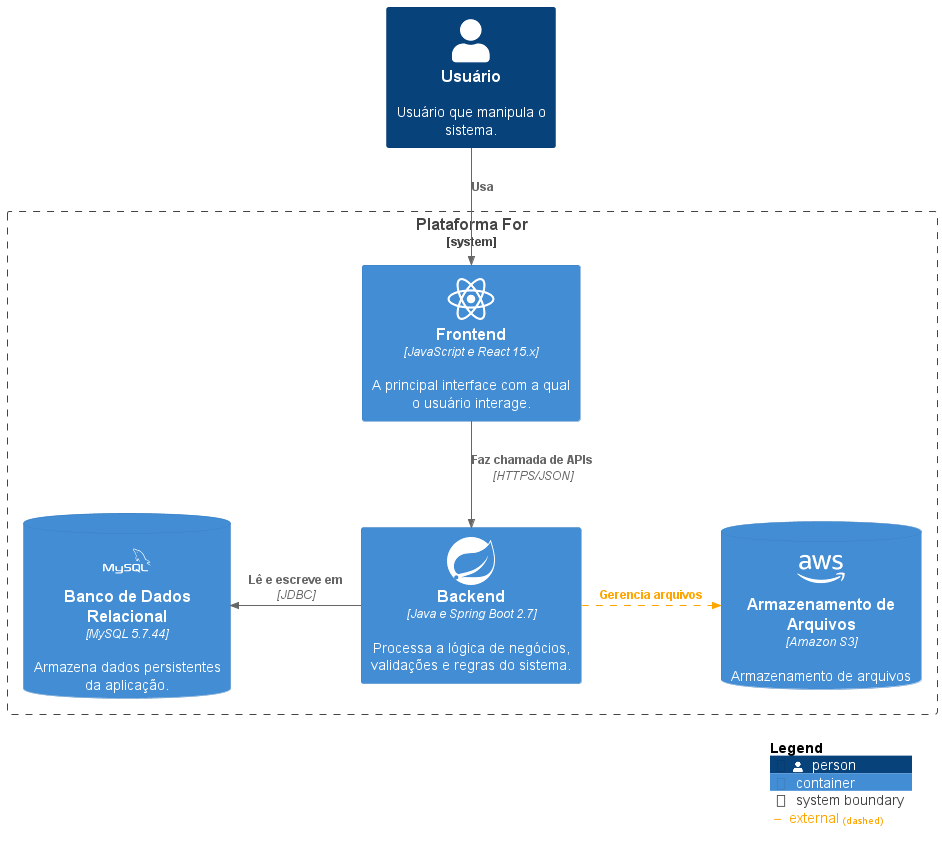 Usuário
Usuário que manipula o
sistema.
Usa
Plataforma For
[system]
Frontend
[JavaScript e React 15.x]
A principal interface com a qual
o usuário interage.
Faz chamada de APIs
[HTTPS/JSON]
MySQL
Banco de Dados
Relacional
[MySQL 5.7.44]
Armazena dados persistentes
da aplicação.
Lê e escreve em
[JDBC]
Backend
[Java e Spring Boot 2.7]
Processa a lógica de negócios,
validações e regras do sistema.
Gerencia arquivos
aws
Armazenamento de
Arquivos
[Amazon S3]
Armazenamento de arquivos
Legend
person
container
system boundary
external (dashed)